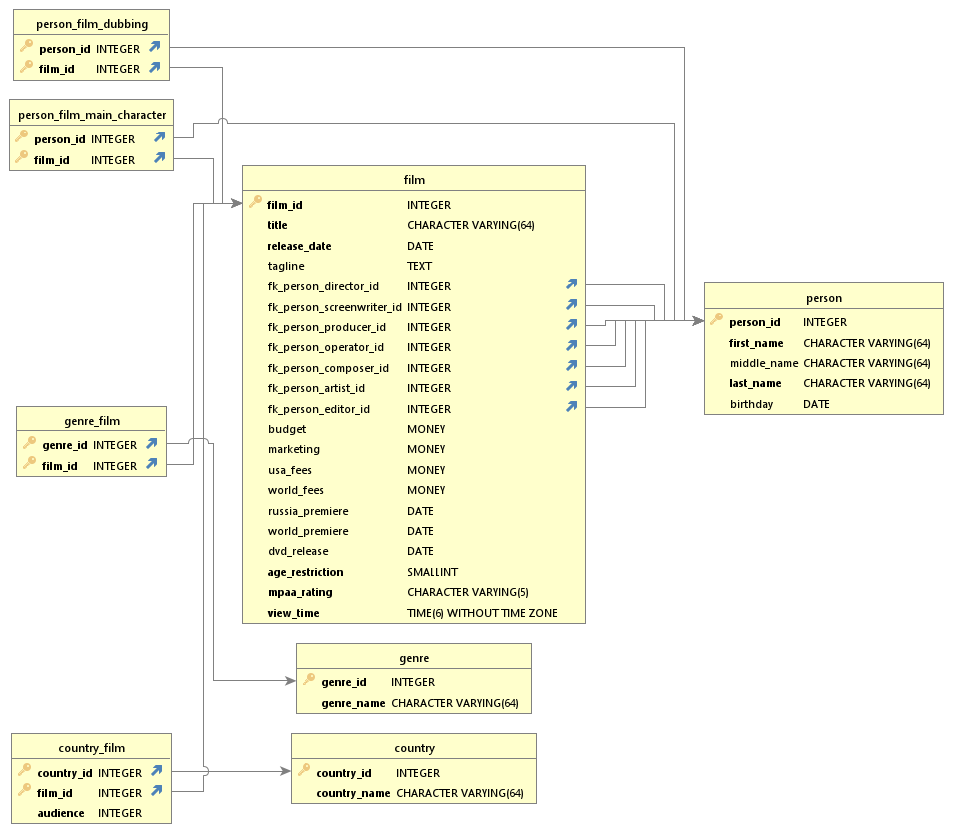 person_film_dubbing
person_id INTEGER
film_id INTEGER
person_film_main_character
person_id INTEGER
film_id INTEGER
film
film_id INTEGER
title CHARACTER VARYING(64)
release_date DATE
tagline TEXT
fk_person_director_id INTEGER
fk_person_screenwriter_id INTEGER
fk_person_producer_id INTEGER
fk_person_operator_id INTEGER
fk_person_composer_id INTEGER
fk_person_artist_id INTEGER
fk_person_editor_id INTEGER
budget MONEY
marketing MONEY
usa_fees MONEY
world_fees MONEY
russia_premiere DATE
world_premiere DATE
dvd_release DATE
age_restriction SMALLINT
mpaa_rating CHARACTER VARYING(5)
view_time TIME(6) WITHOUT TIME ZONE
person
person_id INTEGER
first_name CHARACTER VARYING(64)
middle_name CHARACTER VARYING(64)
last_name CHARACTER VARYING(64)
birthday DATE
genre_film
genre_id INTEGER
film_id INTEGER
genre
genre_id INTEGER
genre_name CHARACTER VARYING(64)
country_film
country_id INTEGER
film_id INTEGER
audience INTEGER
country
country_id INTEGER
country_name CHARACTER VARYING(64)